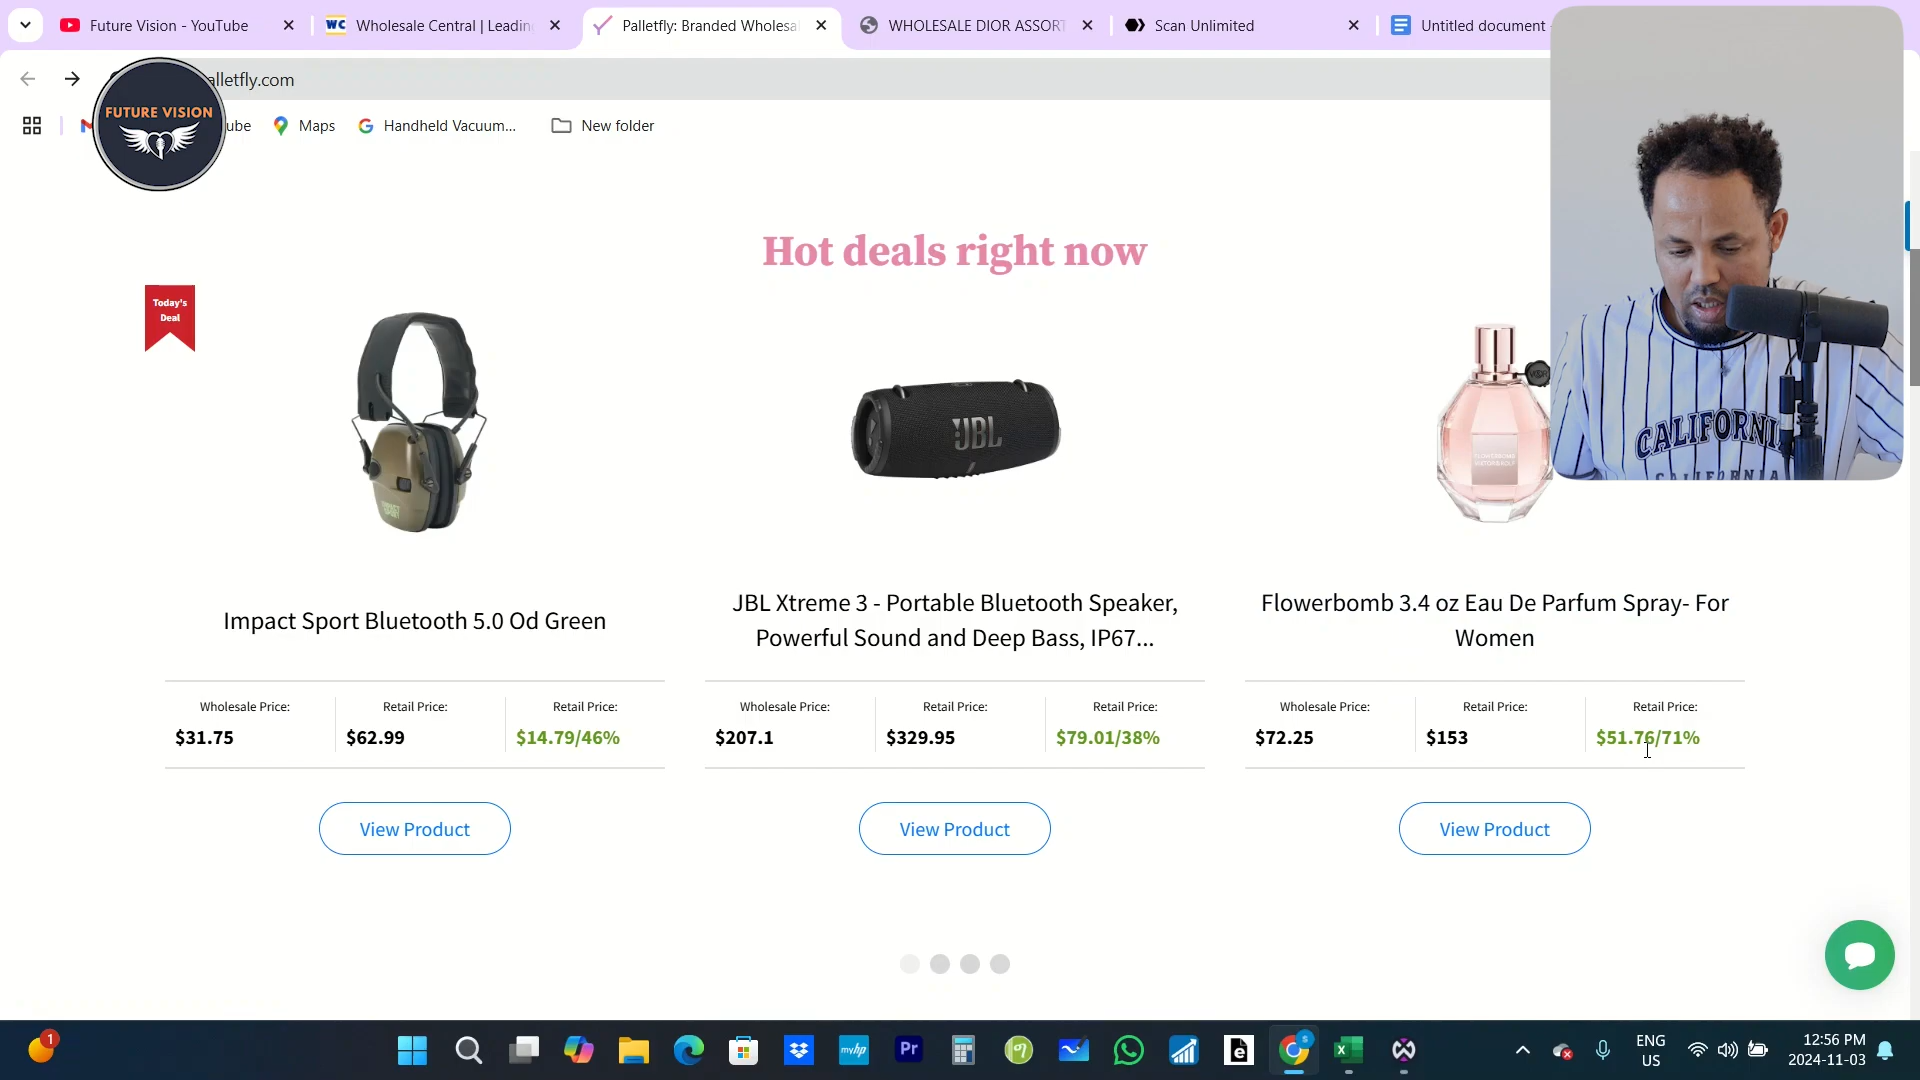 Future Vision - YouTube
Wholesale Central | Leadin
Palletfly: Branded Wholesa
WHOLESALE DIOR ASSORT
Scan Unlimited
Untitled document
alletfly.com
FUTURE VISION
ube
Maps
Handheld Vacuum...
New folder
Hot deals right now
Today's
Deal
JBL
FLOWERBOMB
CALIFORNI
CALIFORNIA
Impact Sport Bluetooth 5.0 Od Green
JBL Xtreme 3 - Portable Bluetooth Speaker,
Powerful Sound and Deep Bass, IP67...
Flowerbomb 3.4 oz Eau De Parfum Spray- For
Women
Wholesale Price: Retail Price: Retail Price:
$31.75 $62.99 $14.79/46%
Wholesale Price: Retail Price: Retail Price:
$207.1 $329.95 $79.01/38%
Wholesale Price: Retail Price: Retail Price:
$72.25 $153 $51.76/71%
View Product
View Product
View Product
1
myhp
Pr
ENG
US
12:56 PM
2024-11-03